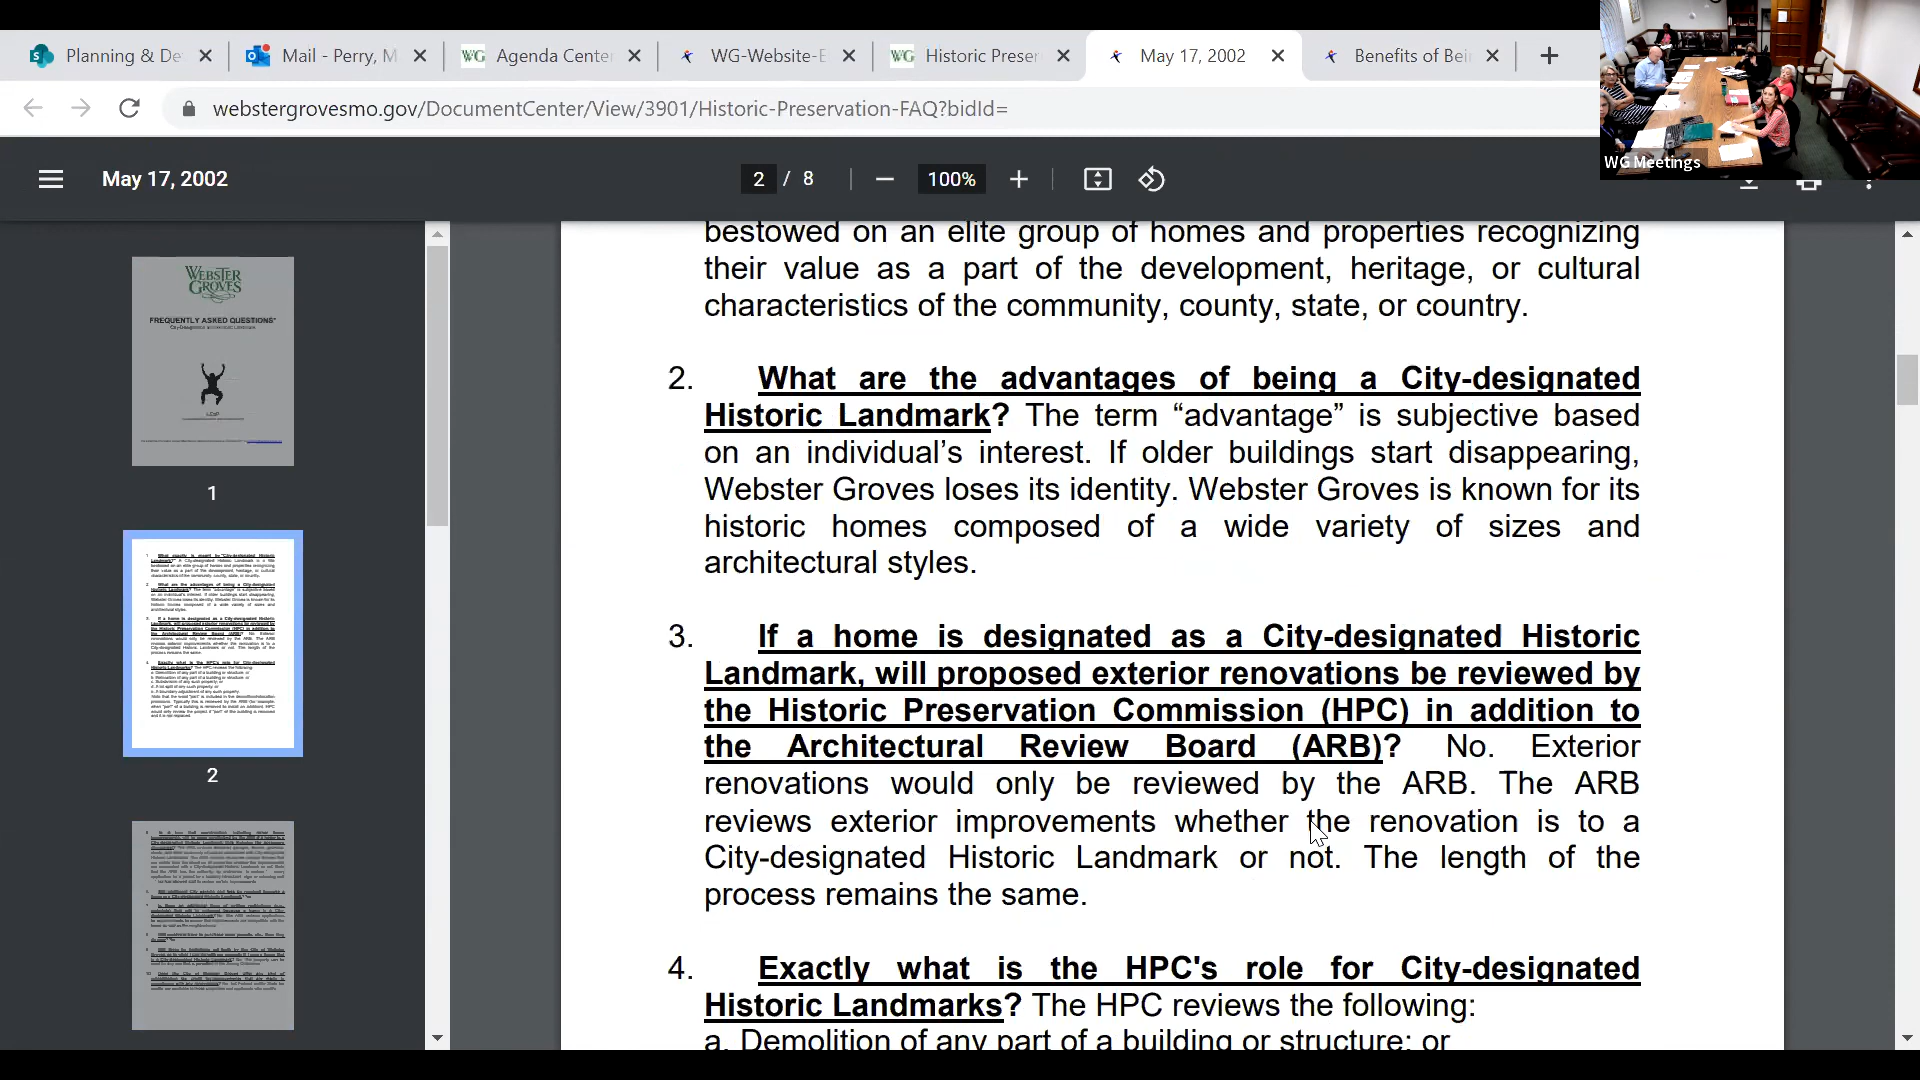 Planning & De
Mail - Perry, M
Agenda Center
WG-Website-E
Historic Preser
May 17, 2002
Benefits of Bei
webstergrovesmo.gov/DocumentCenter/View/3901/Historic-Preservation-FAQ?bidId=
WG Meetings
May 17, 2002
2 / 8
100%
WEBSTER
GROVES
FREQUENTLY ASKED QUESTIONS*
1
2
bestowed on an elite group of homes and properties recognizing
their value as a part of the development, heritage, or cultural
characteristics of the community, county, state, or country.
2. What are the advantages of being a City-designated
Historic Landmark? The term “advantage” is subjective based
on an individual’s interest. If older buildings start disappearing,
Webster Groves loses its identity. Webster Groves is known for its
historic homes composed of a wide variety of sizes and
architectural styles.
3. If a home is designated as a City-designated Historic
Landmark, will proposed exterior renovations be reviewed by
the Historic Preservation Commission (HPC) in addition to
the Architectural Review Board (ARB)? No. Exterior
renovations would only be reviewed by the ARB. The ARB
reviews exterior improvements whether the renovation is to a
City-designated Historic Landmark or not. The length of the
process remains the same.
4. Exactly what is the HPC's role for City-designated
Historic Landmarks? The HPC reviews the following:
a. Demolition of any part of a building or structure; or